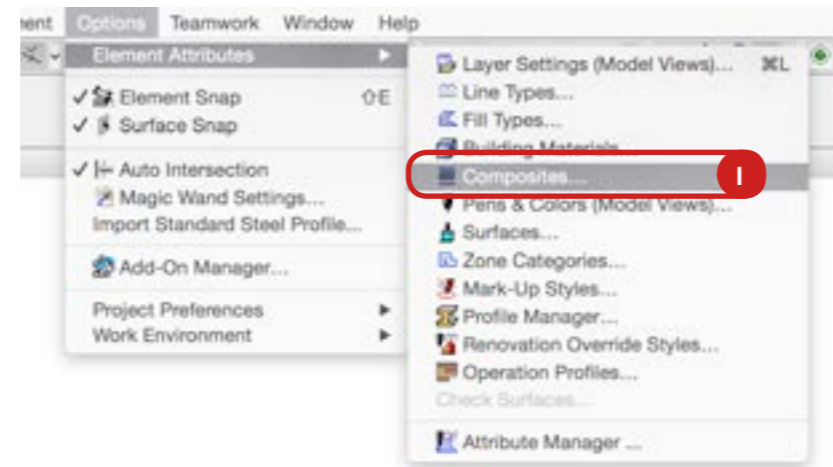 ment Options Teamwork Window Help
Element Attributes ▶
✓ Element Snap ⇧E
✓ Surface Snap
✓ Auto Intersection
Magic Wand Settings...
Import Standard Steel Profile...
Add-On Manager...
Project Preferences ▶
Work Environment ▶
Layer Settings (Model Views)... ⌘L
Line Types...
Fill Types...
Building Materials...
Composites... 1
Pens & Colors (Model Views)...
Surfaces...
Zone Categories...
Mark-Up Styles...
Profile Manager...
Renovation Override Styles...
Operation Profiles...
Check Surfaces...
Attribute Manager ...